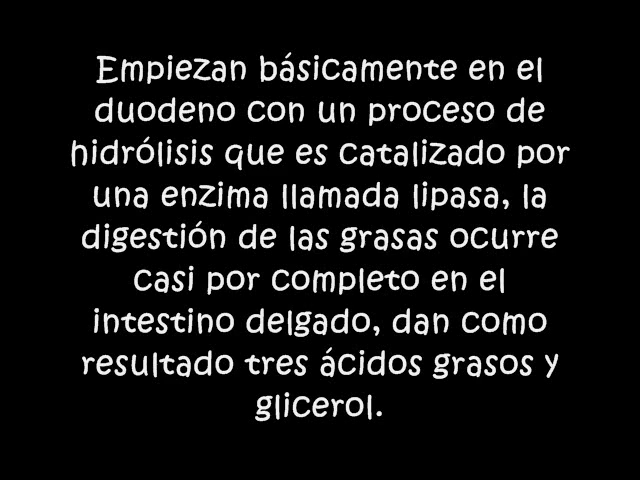 Empiezan básicamente en el
duodeno con un proceso de
hidrólisis que es catalizado por
una enzima llamada lipasa, la
digestión de las grasas ocurre
casi por completo en el
intestino delgado, dan como
resultado tres ácidos grasos y
glicerol.